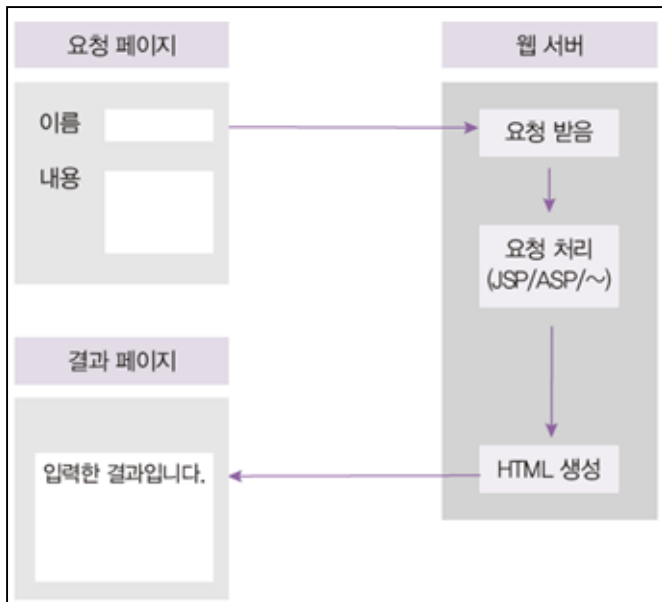 요청 페이지
이름
내용
웹 서버
요청 받음
요청 처리
(JSP/ASP/~)
HTML 생성
결과 페이지
입력한 결과입니다.